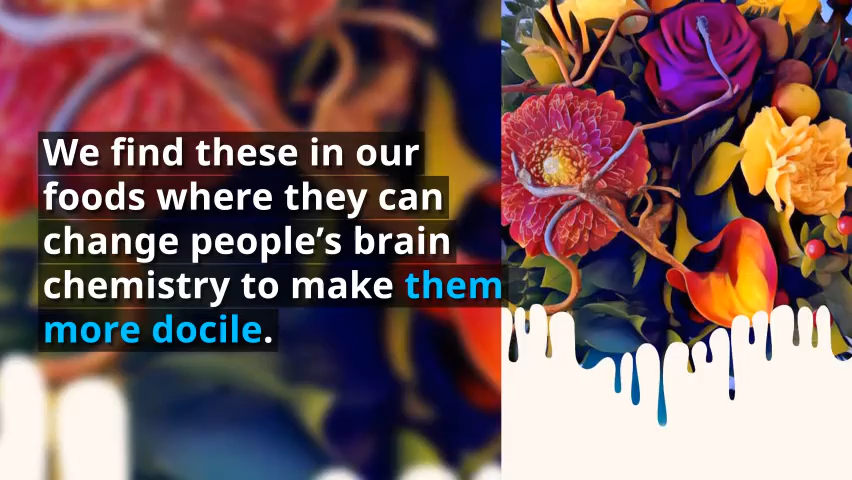 We find these in our
foods where they can
change people’s brain
chemistry to make them
more docile.